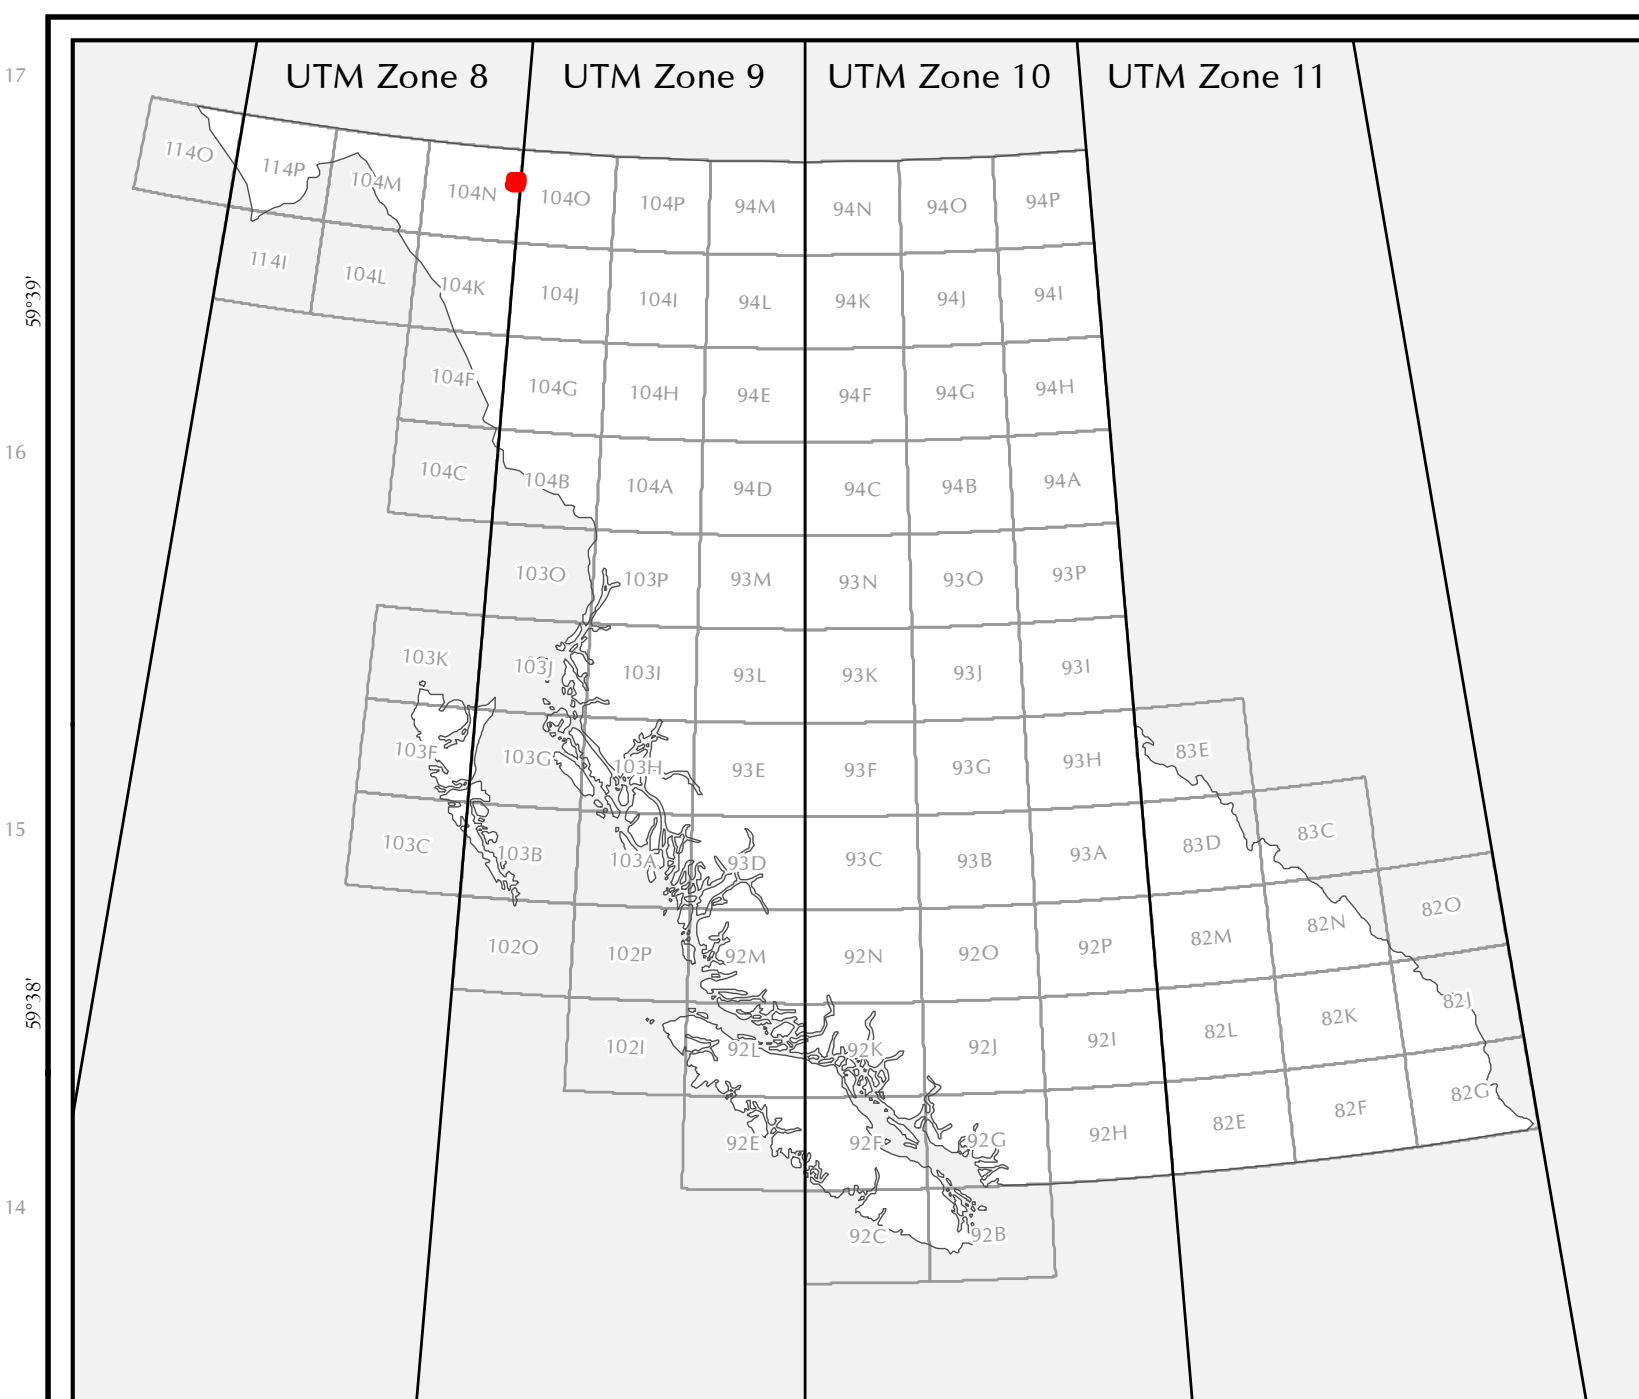 UTM Zone 8 UTM Zone 9 UTM Zone 10 UTM Zone 11
17
114O 114P 104M 104N 104O 104P 94M 94N 94O 94P
114I 104L 104K 104J 104I 94L 94K 94J 94I
59°39'
104F 104G 104H 94E 94F 94G 94H
16
104C 104B 104A 94D 94C 94B 94A
103O 103P 93M 93N 93O 93P
103K 103J 103I 93L 93K 93J 93I
103F 103G 103H 93E 93F 93G 93H 83E
15
103C 103B 103A 93D 93C 93B 93A 83D 83C
102O 102P 92M 92N 92O 92P 82M 82N 82O
59°38'
102I 92L 92K 92J 92I 82L 82K 82J
92E 92F 92G 92H 82E 82F 82G
14
92C 92B